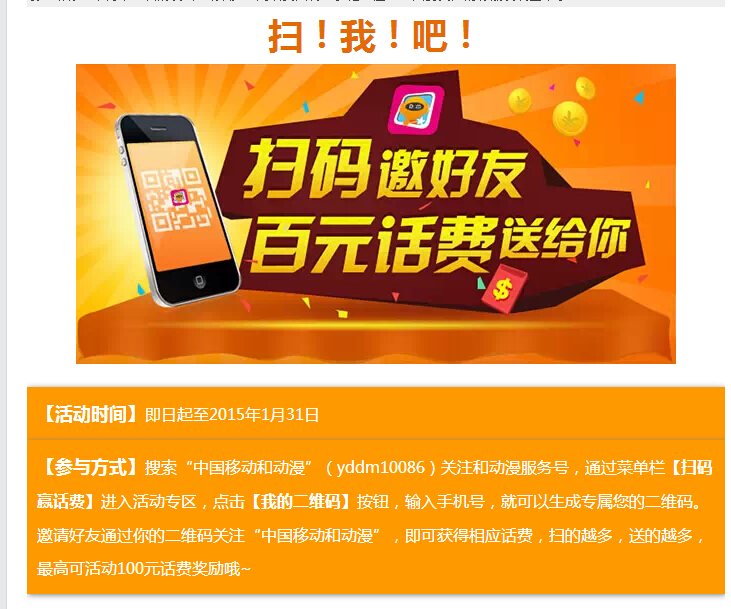 扫！我！吧！
扫码邀好友
百元话费送给你
【活动时间】即日起至2015年1月31日
【参与方式】搜索“中国移动和动漫”（yddm10086）关注和动漫服务号，通过菜单栏【扫码
赢话费】进入活动专区，点击【我的二维码】按钮，输入手机号，就可以生成专属您的二维码。
邀请好友通过你的二维码关注“中国移动和动漫”，即可获得相应话费，扫的越多，送的越多，
最高可活动100元话费奖励哦~